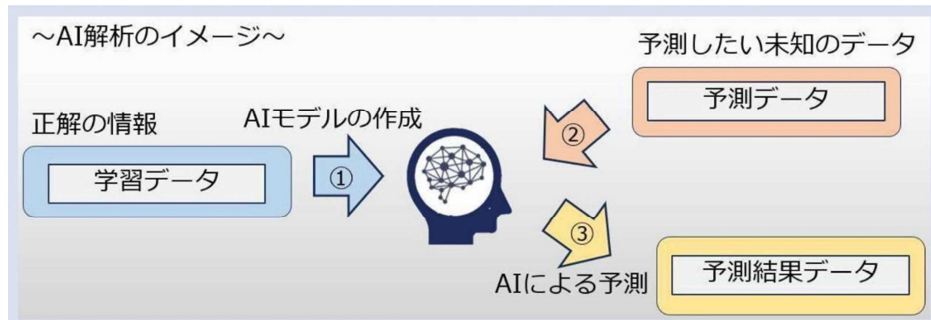 ～AI解析のイメージ～
正解の情報
学習データ
AIモデルの作成
①
予測したい未知のデータ
予測データ
②
③
AIによる予測
予測結果データ